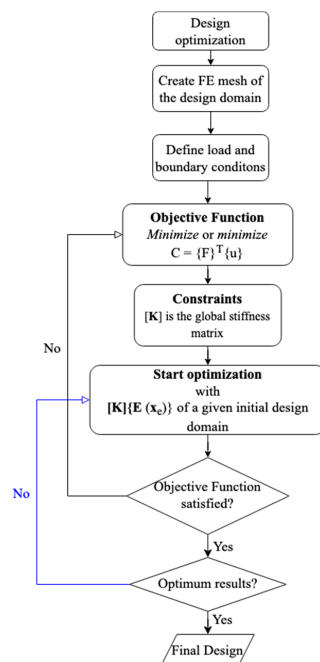 Design
optimization
Create FE mesh of
the design domain
Define load and
boundary conditons
Objective Function
Minimize or minimize
C = {F}ᵀ{u}
Constraints
[K] is the global stiffness
matrix
Start optimization
with
[K]{E (xₑ)} of a given initial design
domain
No
Objective Function
satisfied?
Yes
No
Optimum results?
Yes
Final Design